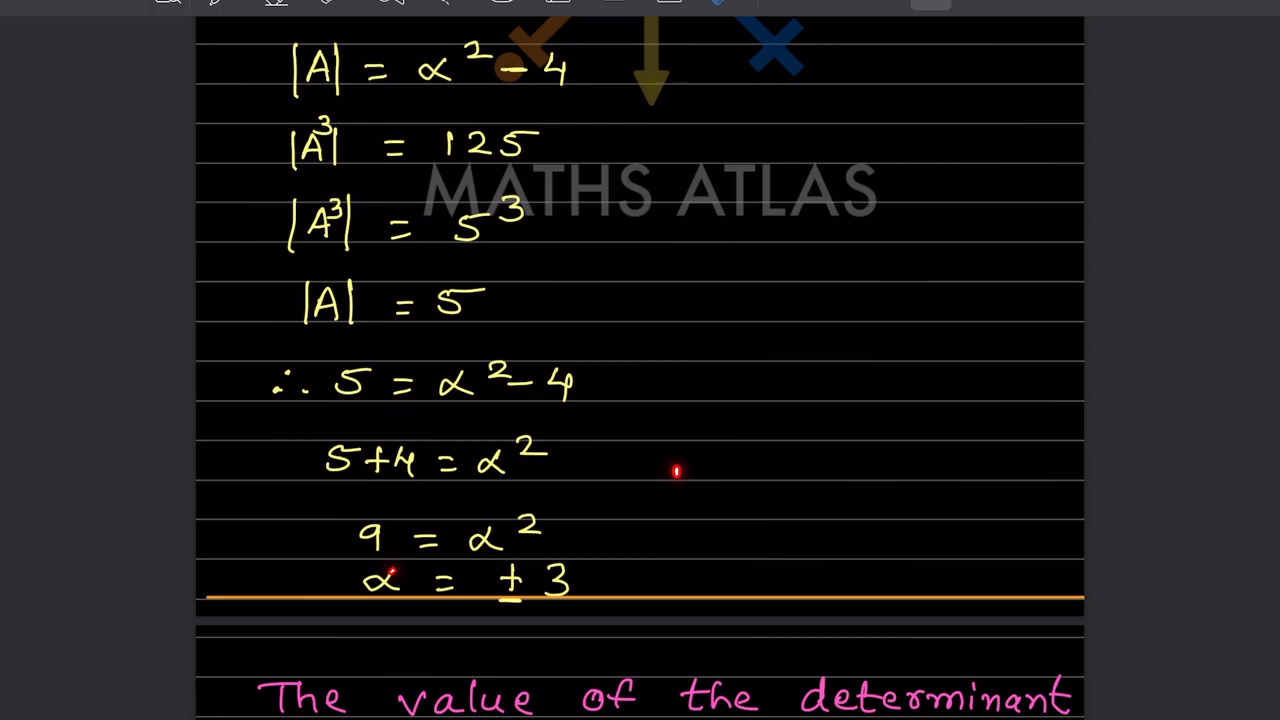 |A| = α² - 4
|A³| = 125
MATHS ATLAS
|A³| = 5³
|A| = 5
∴ 5 = α² - 4
5+4 = α²
9 = α²
α = ± 3
The value of the determinant